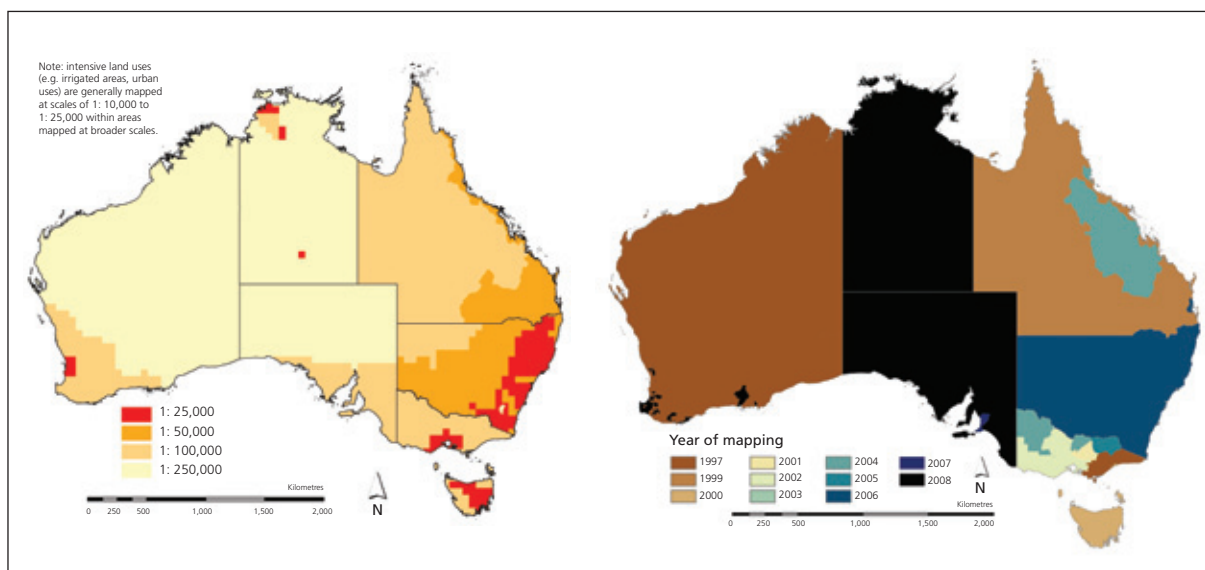 Note: intensive land uses
(e.g. irrigated areas, urban
uses) are generally mapped
at scales of 1: 10,000 to
1: 25,000 within areas
mapped at broader scales.
1: 25,000
1: 50,000
1: 100,000
1: 250,000
Kilometres
0 250 500 1,000 1,500 2,000
N
Year of mapping
1997 2001 2004 2007
1999 2002 2005 2008
2000 2003 2006
N
Kilometres
0 250 500 1,000 1,500 2,000